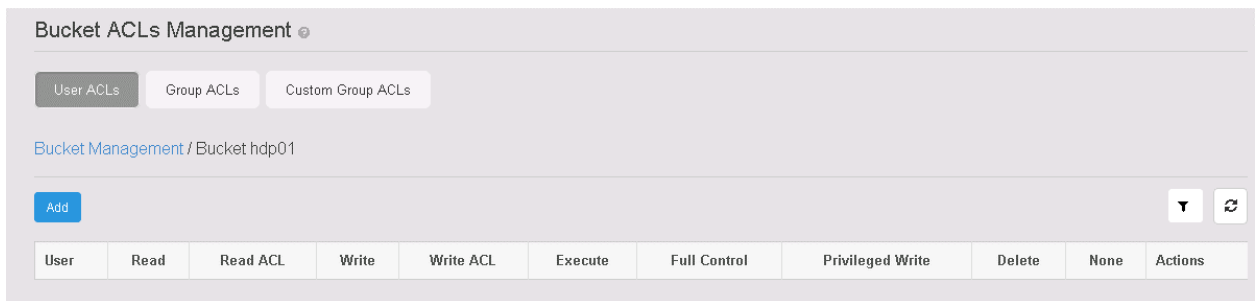 Bucket ACLs Management
User ACLs Group ACLs Custom Group ACLs
Bucket Management / Bucket hdp01
Add
User Read Read ACL Write Write ACL Execute Full Control Privileged Write Delete None Actions